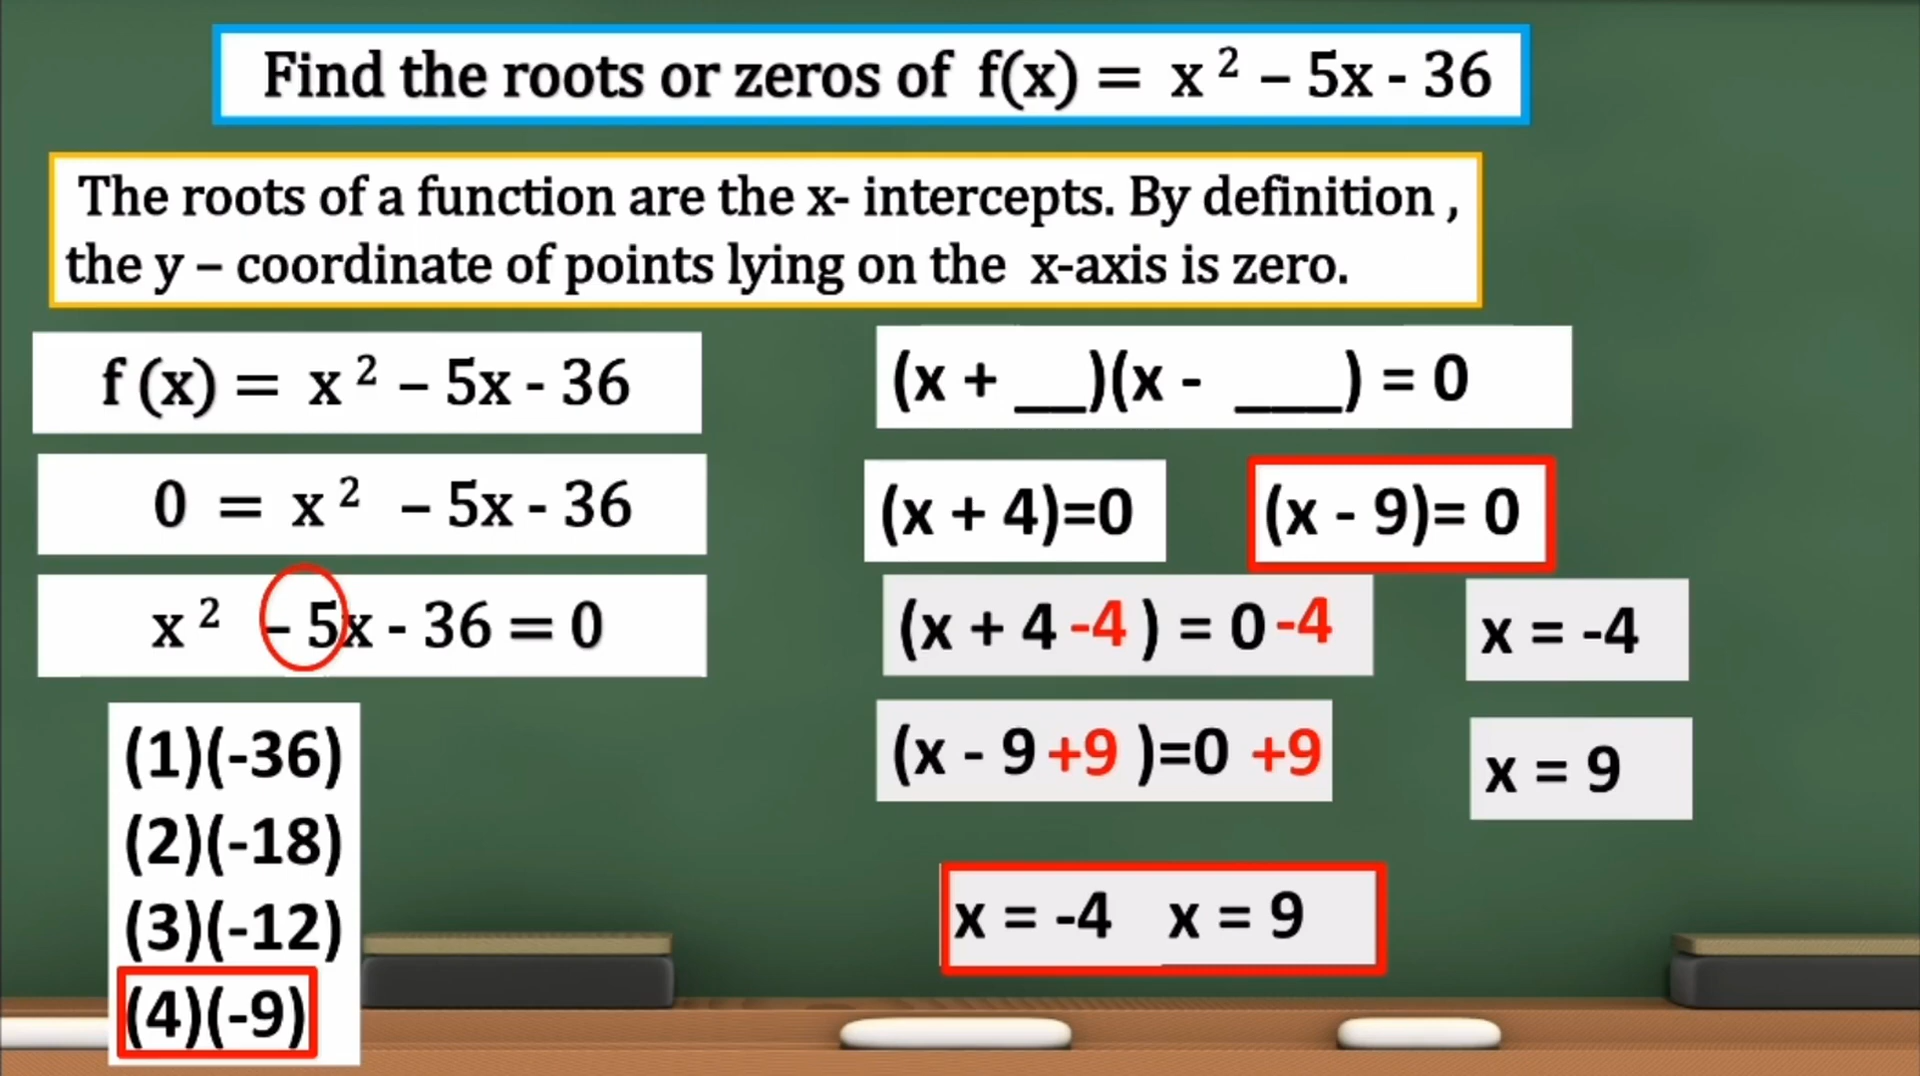 Find the roots or zeros of f(x) = x² – 5x - 36
The roots of a function are the x- intercepts. By definition ,
the y – coordinate of points lying on the x-axis is zero.
f (x) = x² – 5x - 36
0 = x² – 5x - 36
x² – 5x - 36 = 0
(1)(-36)
(2)(-18)
(3)(-12)
(4)(-9)
(x + __)(x - ___) = 0
(x + 4)=0
(x - 9)= 0
(x + 4 -4 ) = 0 -4
x = -4
(x - 9 +9 )=0 +9
x = 9
x = -4 x = 9